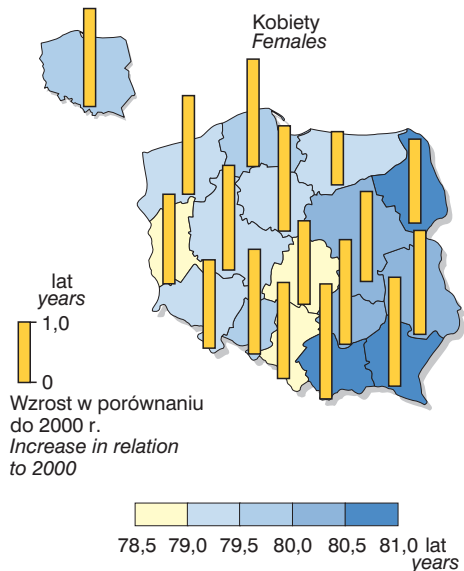 Kobiety
Females
lat
years
1,0
0
Wzrost w porównaniu
do 2000 r.
Increase in relation
to 2000
78,5 79,0 79,5 80,0 80,5 81,0 lat
years